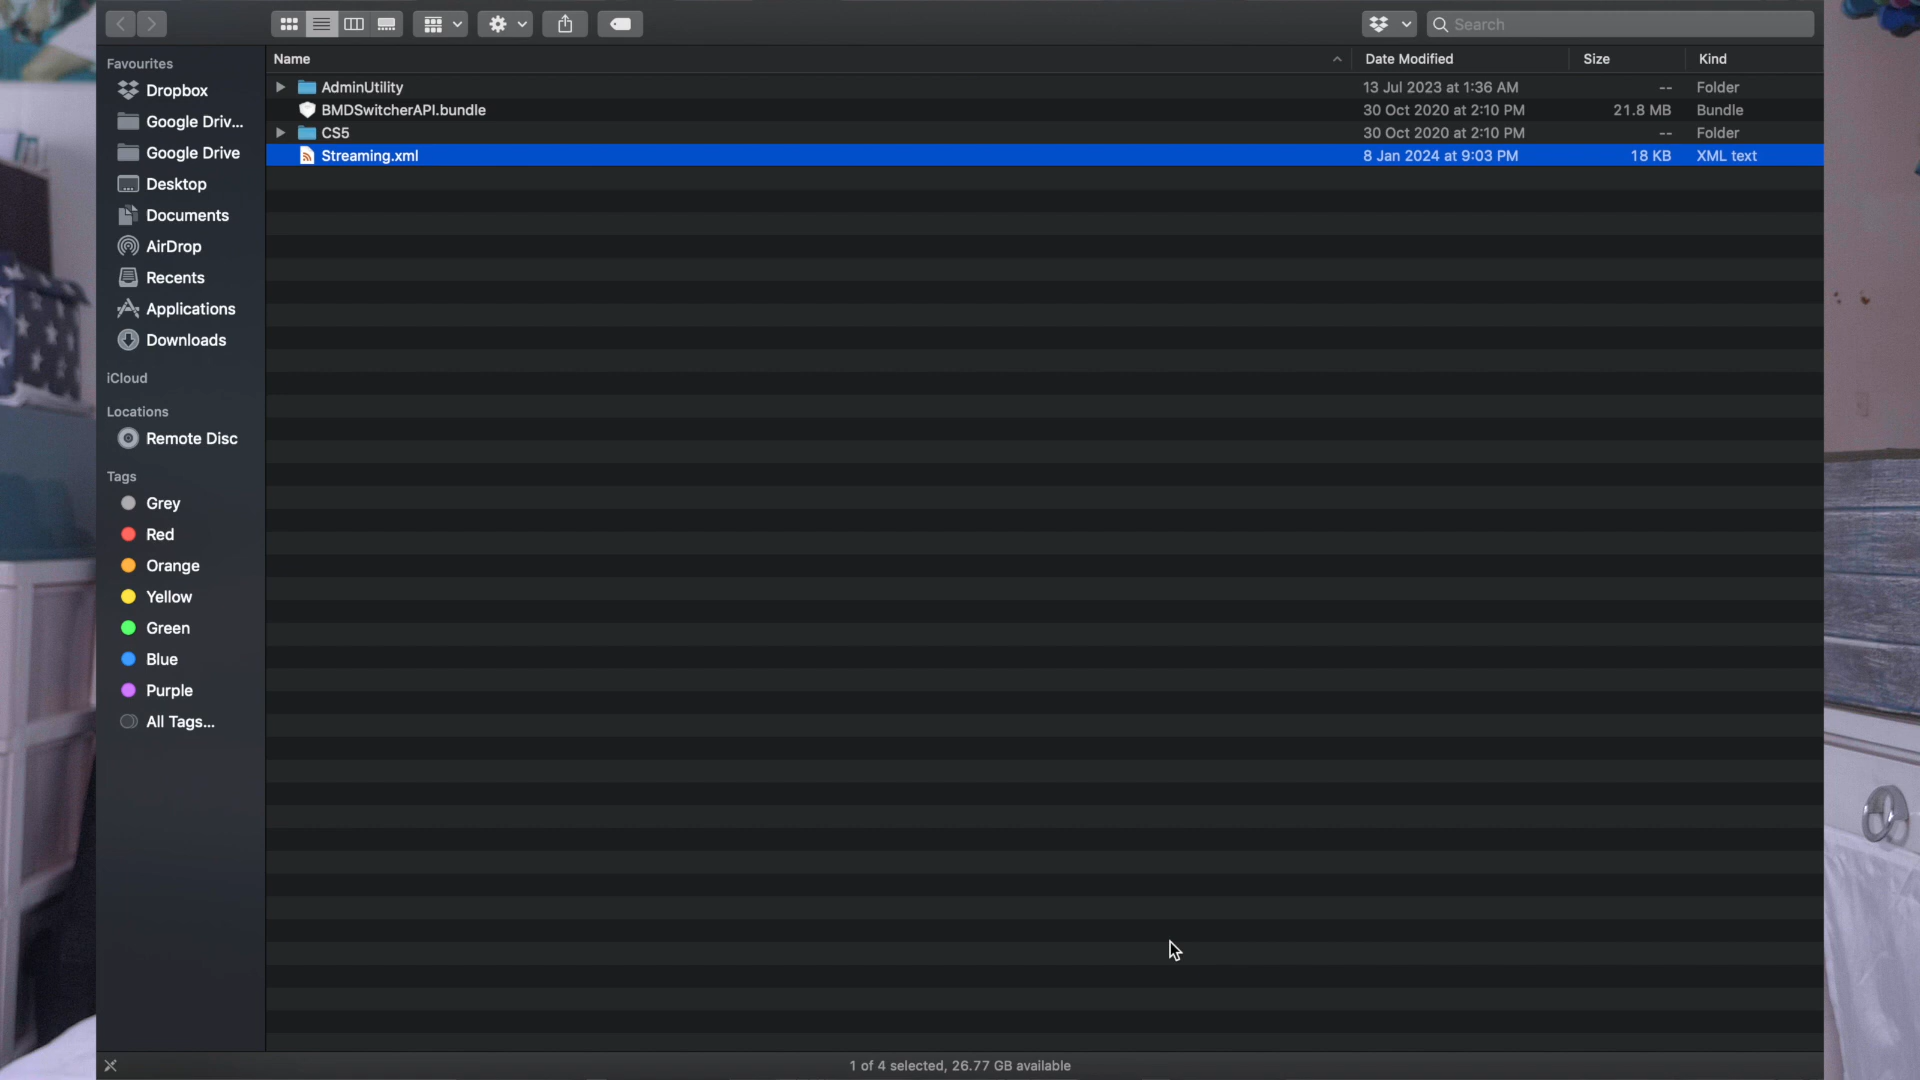 Search
Name Date Modified Size Kind
Favourites
Dropbox
Google Driv...
Google Drive
Desktop
Documents
AirDrop
Recents
Applications
Downloads
iCloud
Locations
Remote Disc
Tags
Grey
Red
Orange
Yellow
Green
Blue
Purple
All Tags...
AdminUtility 13 Jul 2023 at 1:36 AM -- Folder
BMDSwitcherAPI.bundle 30 Oct 2020 at 2:10 PM 21.8 MB Bundle
CS5 30 Oct 2020 at 2:10 PM -- Folder
Streaming.xml 8 Jan 2024 at 9:03 PM 18 KB XML text
1 of 4 selected, 26.77 GB available